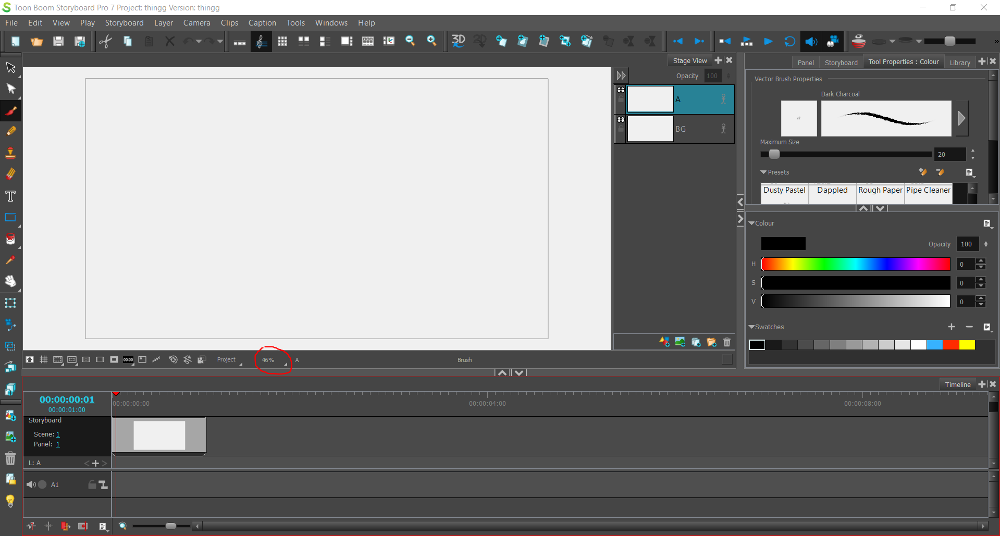 Toon Boom Storyboard Pro 7 Project: thingg Version: thingg
File Edit View Play Storyboard Layer Camera Clips Caption Tools Windows Help
3D 2D
Stage View
Opacity 100
A
BG
Panel Storyboard Tool Properties : Colour Library
Vector Brush Properties
Dark Charcoal
Maximum Size
20
Presets
Dusty Pastel Dappled Rough Paper Pipe Cleaner
Colour
Opacity 100
H 0
S 0
V 0
Swatches
00:00 Project 46% A Brush
Timeline
00:00:00:01
00:00:01:00
00:00:00:00 00:00:04:00 00:00:08:00
Storyboard
Scene: 1
Panel: 1
L: A
A1
T